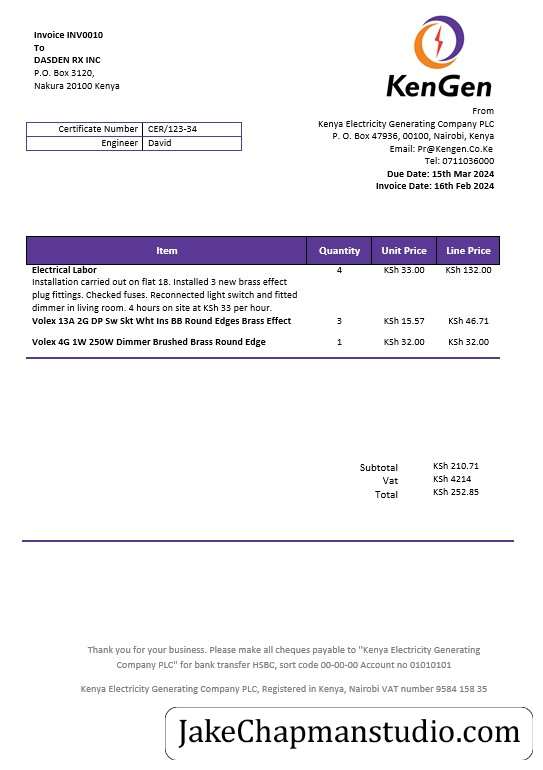 Invoice INV0010
To
DASDEN RX INC
P.O. Box 3120,
Nakura 20100 Kenya
KenGen
From
Kenya Electricity Generating Company PLC
P. O. Box 47936, 00100, Nairobi, Kenya
Email: Pr@Kengen.Co.Ke
Tel: 0711036000
Due Date: 15th Mar 2024
Invoice Date: 16th Feb 2024
Certificate Number CER/123-34
Engineer David
Item Quantity Unit Price Line Price
Electrical Labor 4 KSh 33.00 KSh 132.00
Installation carried out on flat 18. Installed 3 new brass effect
plug fittings. Checked fuses. Reconnected light switch and fitted
dimmer in living room. 4 hours on site at KSh 33 per hour.
Volex 13A 2G DP Sw Skt Wht Ins BB Round Edges Brass Effect 3 KSh 15.57 KSh 46.71
Volex 4G 1W 250W Dimmer Brushed Brass Round Edge 1 KSh 32.00 KSh 32.00
Subtotal KSh 210.71
Vat KSh 4214
Total KSh 252.85
Thank you for your business. Please make all cheques payable to "Kenya Electricity Generating
Company PLC" for bank transfer HSBC, sort code 00-00-00 Account no 01010101
Kenya Electricity Generating Company PLC, Registered in Kenya, Nairobi VAT number 9584 158 35
JakeChapmanstudio.com